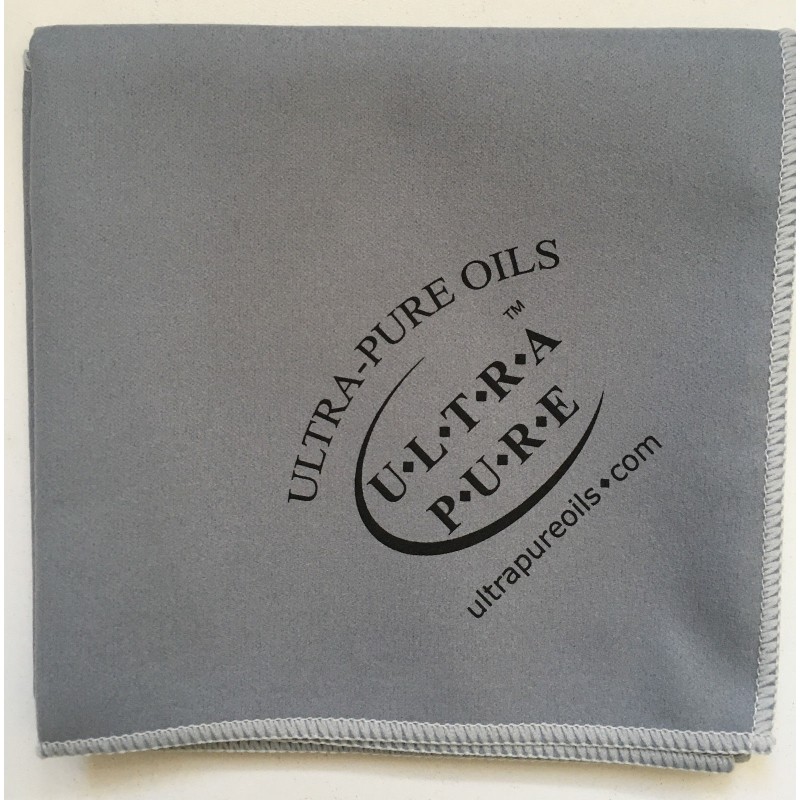 ULTRA-PURE OILS
™
U·L·T·R·A
P·U·R·E
ultrapureoils·com